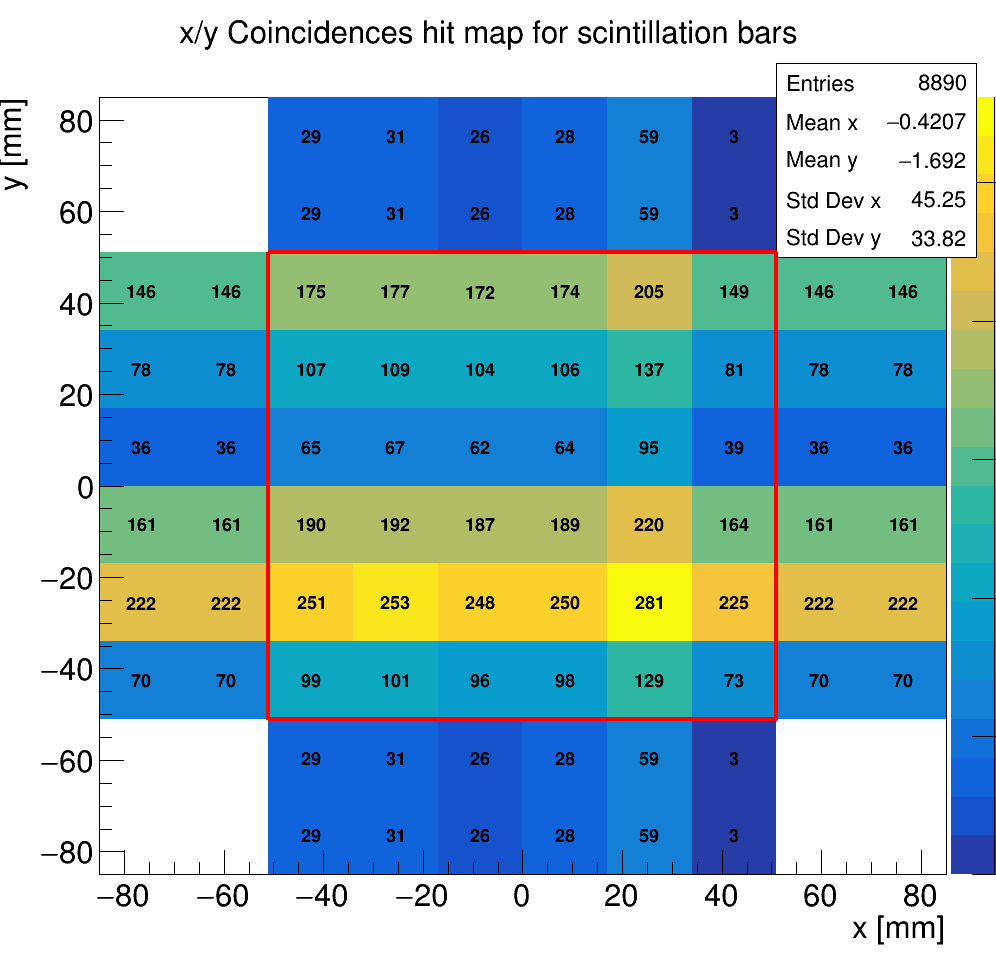 x/y Coincidences hit map for scintillation bars
Entries 8890
Mean x −0.4207
Mean y −1.692
Std Dev x 45.25
Std Dev y 33.82
y [mm]
80
60
40
20
0
−20
−40
−60
−80
29 31 26 28 59 3
29 31 26 28 59 3
146 146 175 177 172 174 205 149 146 146
78 78 107 109 104 106 137 81 78 78
36 36 65 67 62 64 95 39 36 36
161 161 190 192 187 189 220 164 161 161
222 222 251 253 248 250 281 225 222 222
70 70 99 101 96 98 129 73 70 70
29 31 26 28 59 3
29 31 26 28 59 3
−80 −60 −40 −20 0 20 40 60 80
x [mm]